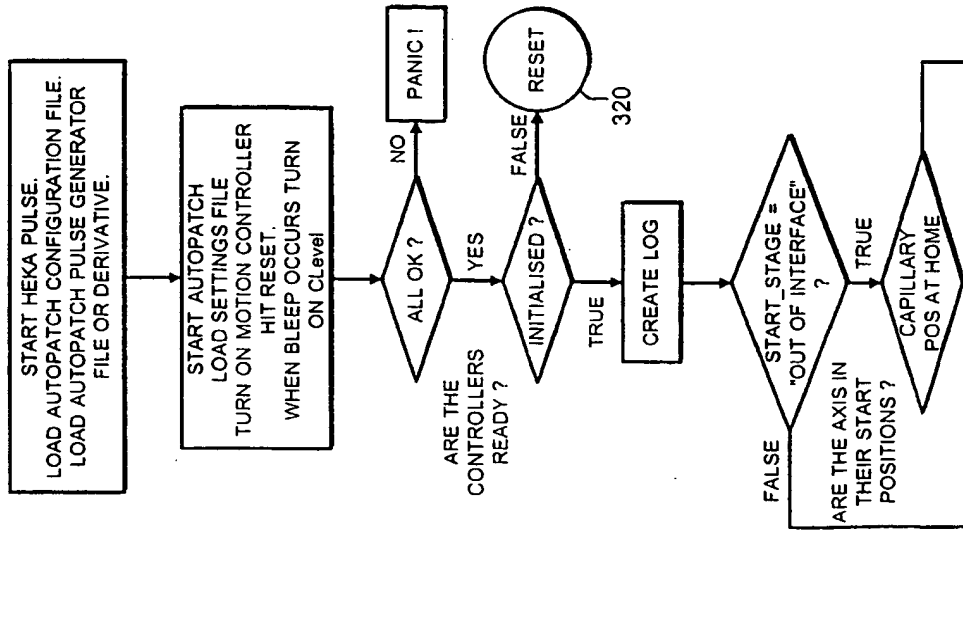 START HEKA PULSE.
LOAD AUTOPATCH CONFIGURATION FILE.
LOAD AUTOPATCH PULSE GENERATOR
FILE OR DERIVATIVE.
START AUTOPATCH
LOAD SETTINGS FILE
TURN ON MOTION CONTROLLER
HIT RESET.
WHEN BLEEP OCCURS TURN
ON CLevel
ALL OK ?
NO
PANIC !
YES
ARE THE
CONTROLLERS
READY ?
INITIALISED ?
FALSE
RESET
320
TRUE
CREATE LOG
START_STAGE =
"OUT OF INTERFACE"
?
FALSE
TRUE
ARE THE AXIS IN
THEIR START
POSITIONS ?
CAPILLARY
POS AT HOME